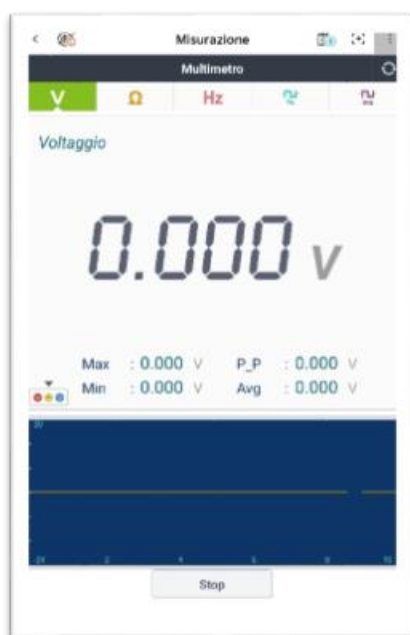 Misurazione
Multimetro
V Ω Hz
Voltaggio
0.000 V
Max : 0.000 V P_P : 0.000 V
Min : 0.000 V Avg : 0.000 V
Stop